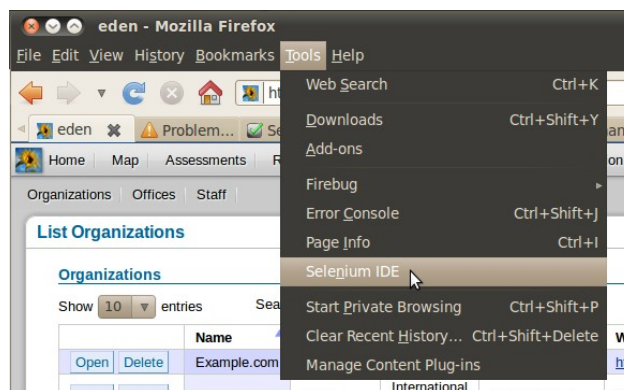 eden - Mozilla Firefox
File Edit View History Bookmarks Tools Help
Web Search Ctrl+K
Downloads Ctrl+Shift+Y
Add-ons
Firebug
Error Console Ctrl+Shift+J
Page Info Ctrl+I
Selenium IDE
Start Private Browsing Ctrl+Shift+P
Clear Recent History... Ctrl+Shift+Delete
Manage Content Plug-ins
eden Problem...
Home Map Assessments
Organizations Offices Staff
List Organizations
Organizations
Show 10 entries
Name
Open Delete Example.com
International